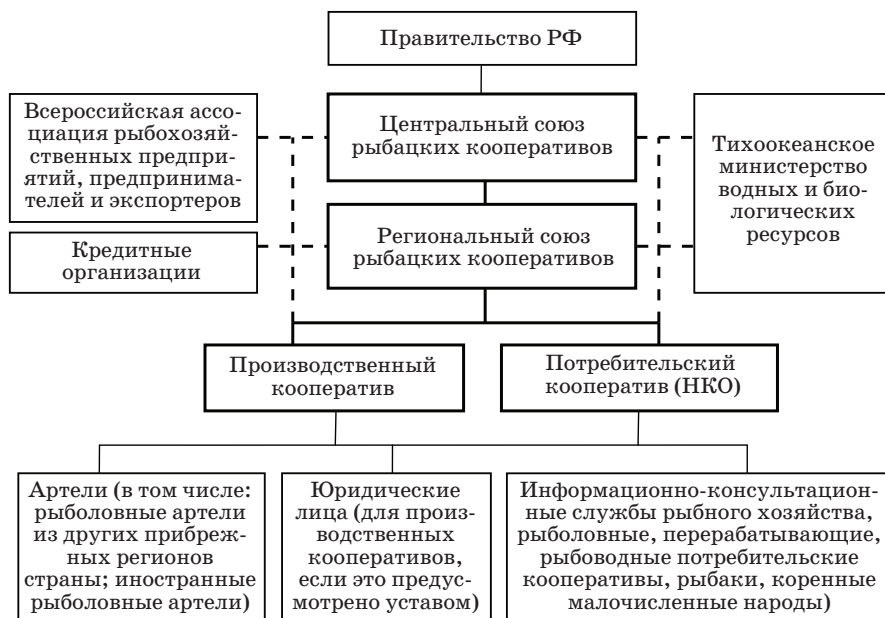 Правительство РФ
Всероссийская ассо-
циация рыбохозяй-
ственных предпри-
ятий, предпринима-
телей и экспортеров
Центральный союз
рыбацких кооперативов
Тихоокеанское
министерство
водных и био-
логических
ресурсов
Кредитные
организации
Региональный союз
рыбацких кооперативов
Производственный
кооператив
Потребительский
кооператив (НКО)
Артели (в том числе:
рыболовные артели
из других прибреж-
ных регионов
страны; иностранные
рыболовные артели)
Юридические
лица (для произ-
водственных
кооперативов,
если это предус-
мотрено уставом)
Информационно-консультацион-
ные службы рыбного хозяйства,
рыболовные, перерабатывающие,
рыбоводные потребительские
кооперативы, рыбаки, коренные
малочисленные народы)